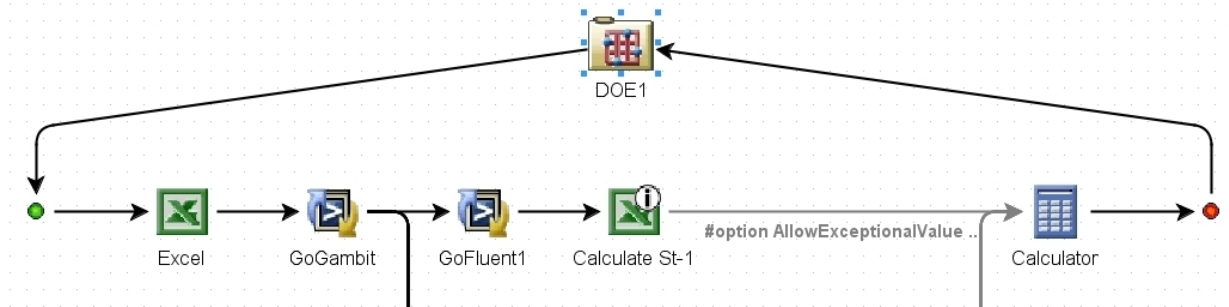 DOE1
Excel
GoGambit
GoFluent1
Calculate St-1
#option AllowExceptionalValue ..
Calculator